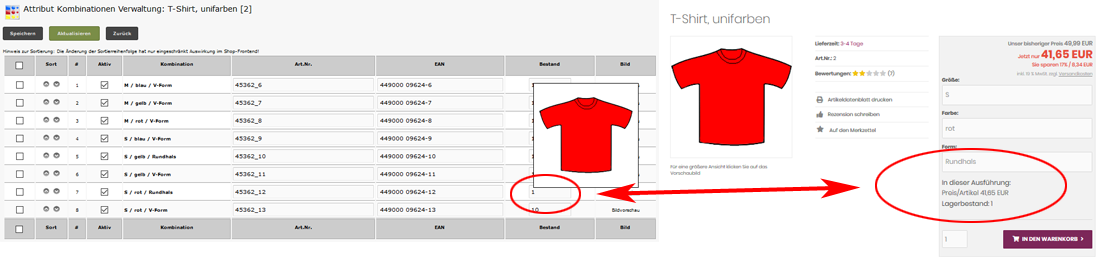 Attribut Kombinationen Verwaltung: T-Shirt, unifarben [2]
Speichern Aktualisieren Zurück
Hinweis zur Sortierung: Die Änderung der Sortierreihenfolge hat nur eingeschränkt Auswirkung im Shop-Frontend!
Sort # Aktiv Kombination Art.Nr. EAN Bestand Bild
1 M / blau / V-Form 45362_6 449000 09624-6
2 M / gelb / V-Form 45362_7 449000 09624-7
3 M / rot / V-Form 45362_8 449000 09624-8
4 S / blau / V-Form 45362_9 449000 09624-9
5 S / gelb / Rundhals 45362_10 449000 09624-10
6 S / gelb / V-Form 45362_11 449000 09624-11
7 S / rot / Rundhals 45362_12 449000 09624-12 1
8 S / rot / V-Form 45362_13 449000 09624-13 10 Bildvorschau
Sort # Aktiv Kombination Art.Nr. EAN Bestand Bild
T-Shirt, unifarben
Für eine größere Ansicht klicken Sie auf das
Vorschaubild
Lieferzeit: 3-4 Tage
Art.Nr.: 2
Bewertungen: (7)
Artikeldatenblatt drucken
Rezension schreiben
Auf den Merkzettel
Unser bisheriger Preis 49,99 EUR
Jetzt nur 41,65 EUR
Sie sparen 17% / 8,34 EUR
inkl. 19 % MwSt. zzgl. Versandkosten
Größe:
S
Farbe:
rot
Form:
Rundhals
In dieser Ausführung:
Preis/Artikel 41,65 EUR
Lagerbestand: 1
1 IN DEN WARENKORB